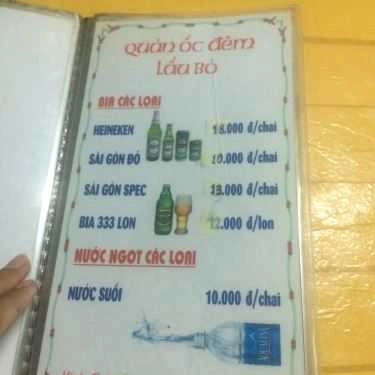 QUÁN ỐC ĐÊM
LẨU BÒ
BIA CÁC LOẠI
HEINEKEN 18.000 đ/chai
SÀI GÒN ĐỎ 10.000 đ/chai
SÀI GÒN SPEC 13.000 đ/chai
BIA 333 LON 12.000 đ/lon
NƯỚC NGỌT CÁC LOẠI
NƯỚC SUỐI 10.000 đ/chai